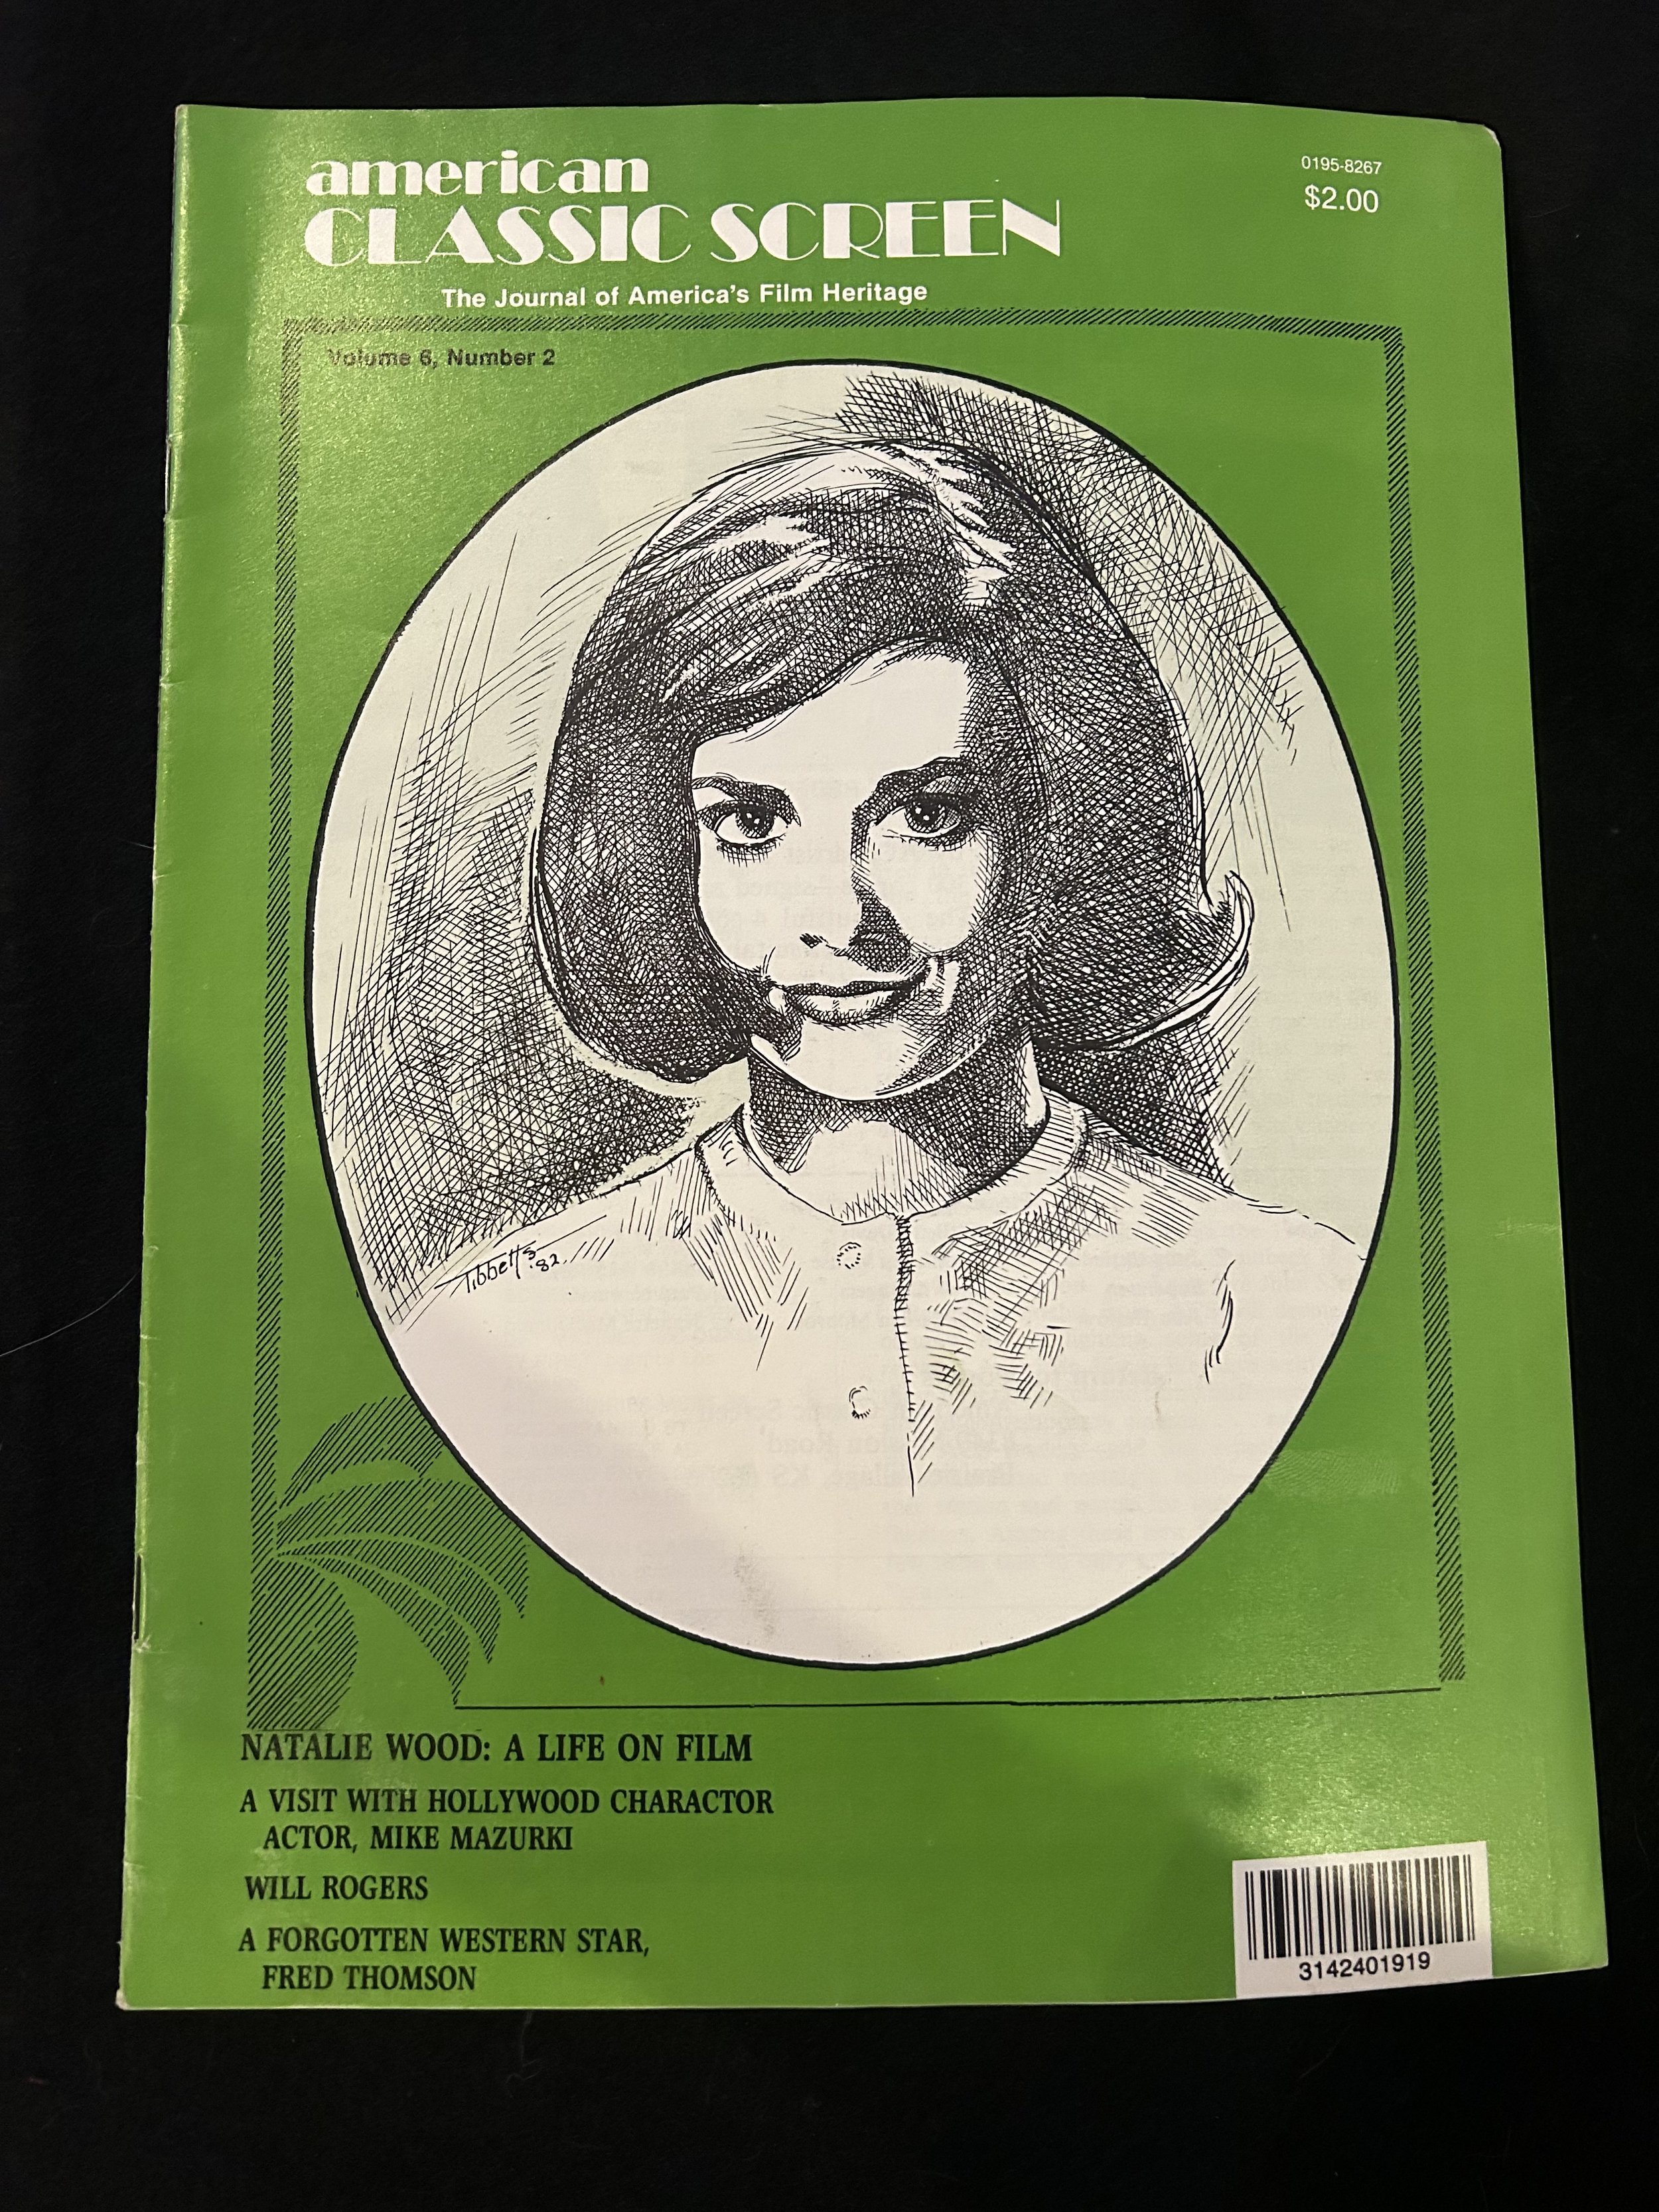 american
CLASSIC SCREEN
The Journal of America's Film Heritage
0195-8267
$2.00
Volume 6, Number 2
Tibbetts '82
NATALIE WOOD: A LIFE ON FILM
A VISIT WITH HOLLYWOOD CHARACTOR
ACTOR, MIKE MAZURKI
WILL ROGERS
A FORGOTTEN WESTERN STAR,
FRED THOMSON
3142401919